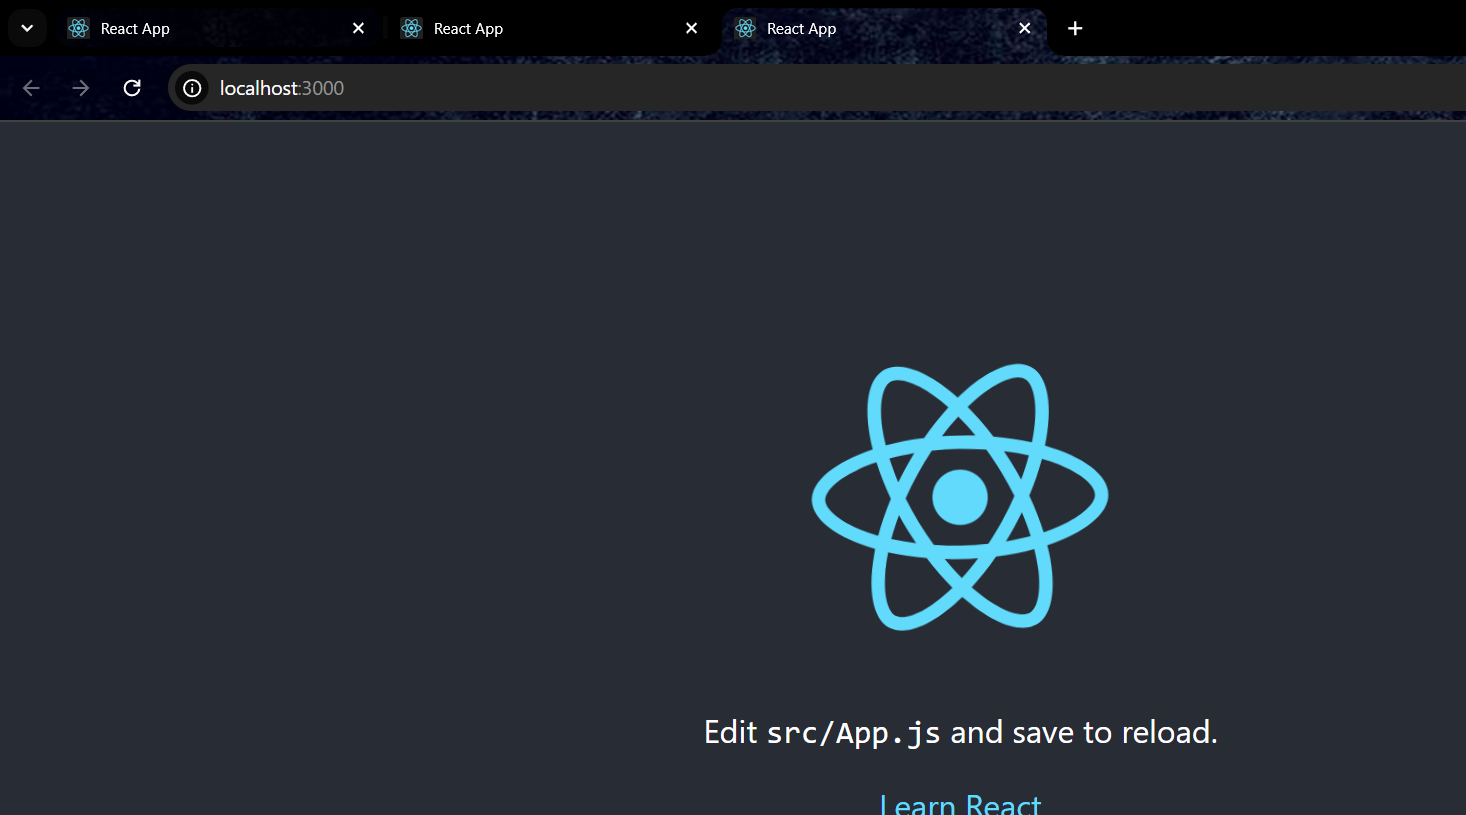 React App
React App
React App
localhost:3000
Edit src/App.js and save to reload.
Learn React